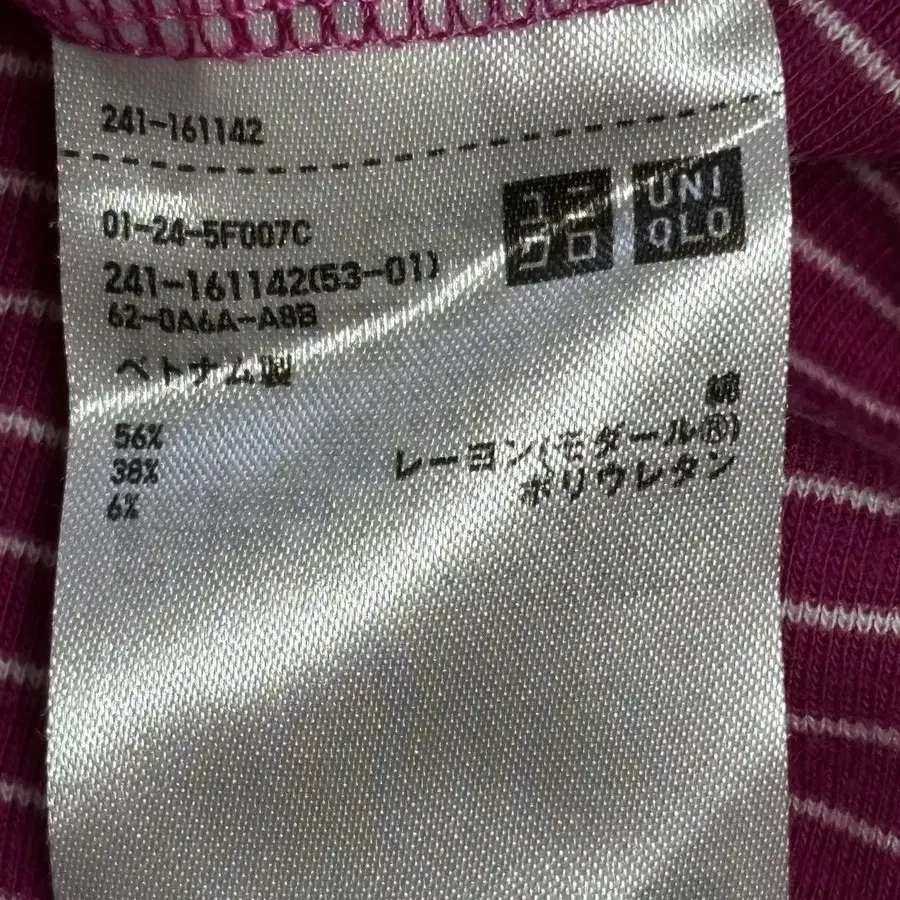 241-161142
01-24-5F007C
241-161142(53-01)
62-0A6A-A8B
ベトナム製
ユニ
クロ
UNI
QLO
56% 綿
38% レーヨン(モダール®)
6% ポリウレタン